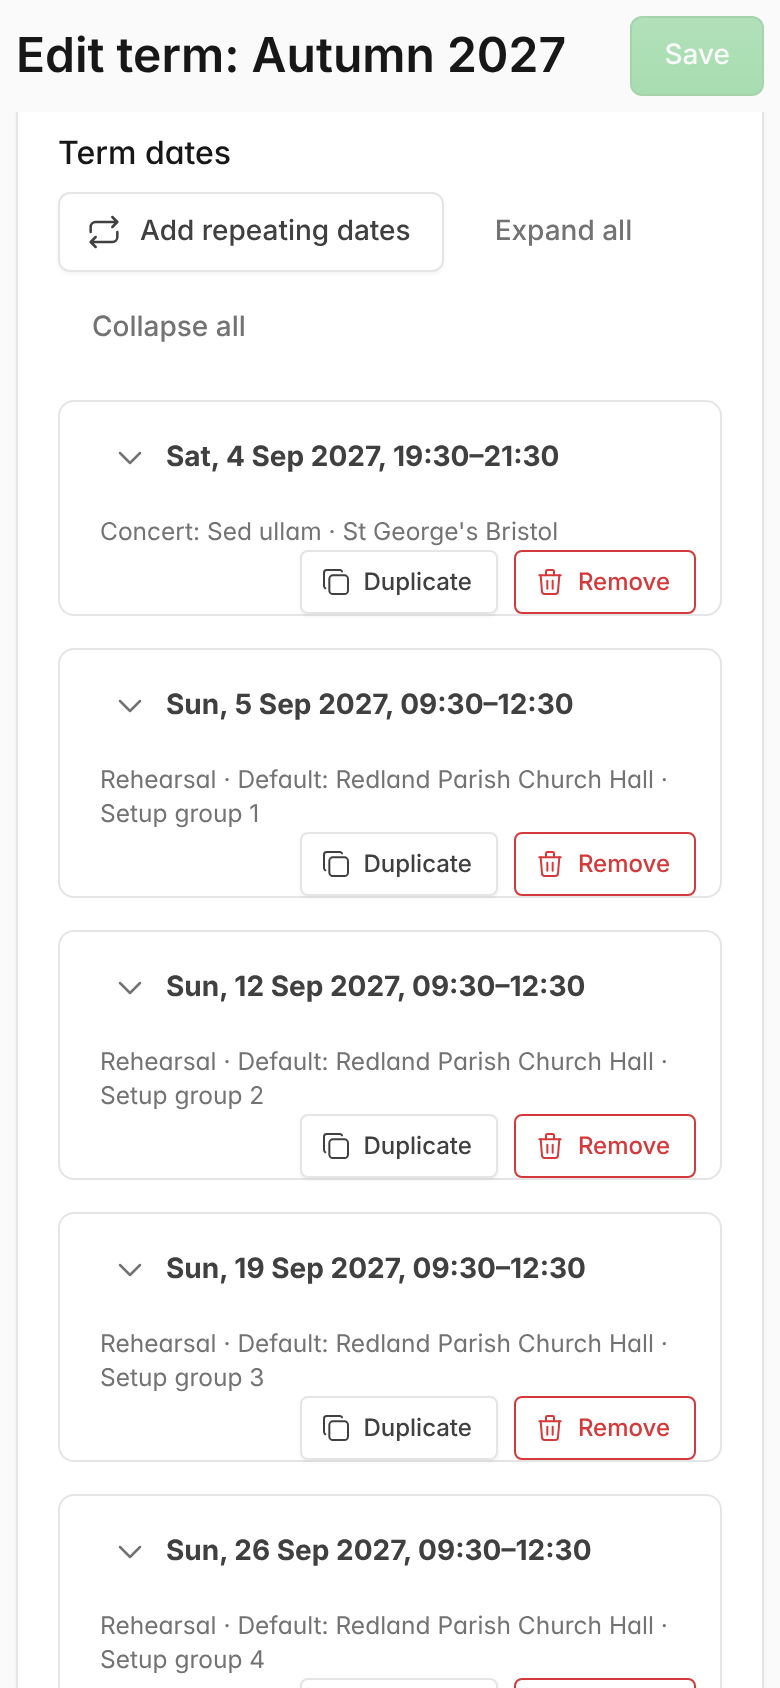 Edit term: Autumn 2027
Save
Term dates
Add repeating dates
Expand all
Collapse all
Sat, 4 Sep 2027, 19:30–21:30
Concert: Sed ullam · St George's Bristol
Duplicate
Remove
Sun, 5 Sep 2027, 09:30–12:30
Rehearsal · Default: Redland Parish Church Hall ·
Setup group 1
Duplicate
Remove
Sun, 12 Sep 2027, 09:30–12:30
Rehearsal · Default: Redland Parish Church Hall ·
Setup group 2
Duplicate
Remove
Sun, 19 Sep 2027, 09:30–12:30
Rehearsal · Default: Redland Parish Church Hall ·
Setup group 3
Duplicate
Remove
Sun, 26 Sep 2027, 09:30–12:30
Rehearsal · Default: Redland Parish Church Hall ·
Setup group 4